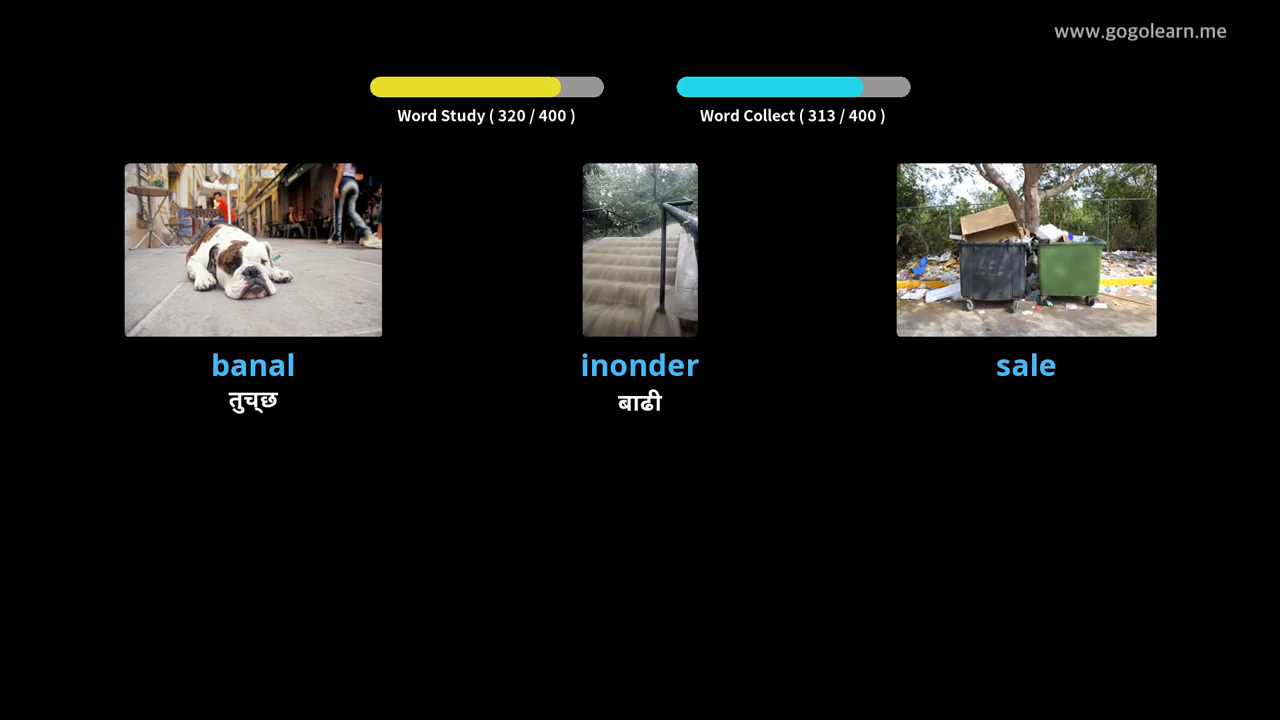 www.gogolearn.me
Word Study ( 320 / 400 )
Word Collect ( 313 / 400 )
banal
inonder
sale
तुच्छ
बाढी